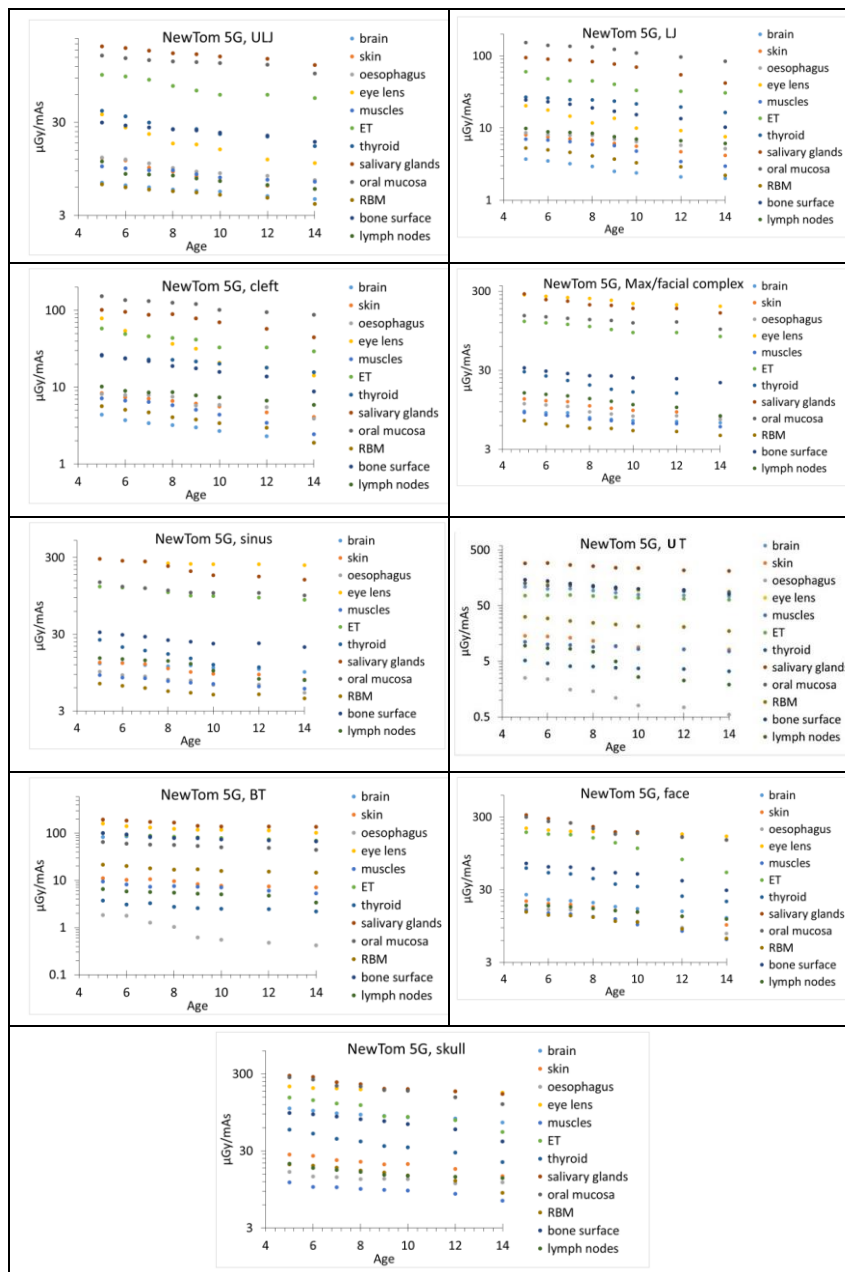 NewTom 5G, ULJ
µGy/mAs
30
3
4 6 8 10 12 14
Age
brain
skin
oesophagus
eye lens
muscles
ET
thyroid
salivary glands
oral mucosa
RBM
bone surface
lymph nodes
NewTom 5G, LJ
µGy/mAs
100
10
1
4 6 8 10 12 14
Age
brain
skin
oesophagus
eye lens
muscles
ET
thyroid
salivary glands
oral mucosa
RBM
bone surface
lymph nodes
NewTom 5G, cleft
µGy/mAs
100
10
1
4 6 8 10 12 14
Age
brain
skin
oesophagus
eye lens
muscles
ET
thyroid
salivary glands
oral mucosa
RBM
bone surface
lymph nodes
NewTom 5G, Max/facial complex
µGy/mAs
300
30
3
4 6 8 10 12 14
Age
brain
skin
oesophagus
eye lens
muscles
ET
thyroid
salivary glands
oral mucosa
RBM
bone surface
lymph nodes
NewTom 5G, sinus
µGy/mAs
300
30
3
4 6 8 10 12 14
Age
brain
skin
oesophagus
eye lens
muscles
ET
thyroid
salivary glands
oral mucosa
RBM
bone surface
lymph nodes
NewTom 5G, UT
µGy/mAs
500
50
5
0.5
4 6 8 10 12 14
Age
brain
skin
oesophagus
eye lens
muscles
ET
thyroid
salivary glands
oral mucosa
RBM
bone surface
lymph nodes
NewTom 5G, BT
µGy/mAs
100
10
1
0.1
4 6 8 10 12 14
Age
brain
skin
oesophagus
eye lens
muscles
ET
thyroid
salivary glands
oral mucosa
RBM
bone surface
lymph nodes
NewTom 5G, face
µGy/mAs
300
30
3
4 6 8 10 12 14
Age
brain
skin
oesophagus
eye lens
muscles
ET
thyroid
salivary glands
oral mucosa
RBM
bone surface
lymph nodes
NewTom 5G, skull
µGy/mAs
300
30
3
4 6 8 10 12 14
Age
brain
skin
oesophagus
eye lens
muscles
ET
thyroid
salivary glands
oral mucosa
RBM
bone surface
lymph nodes